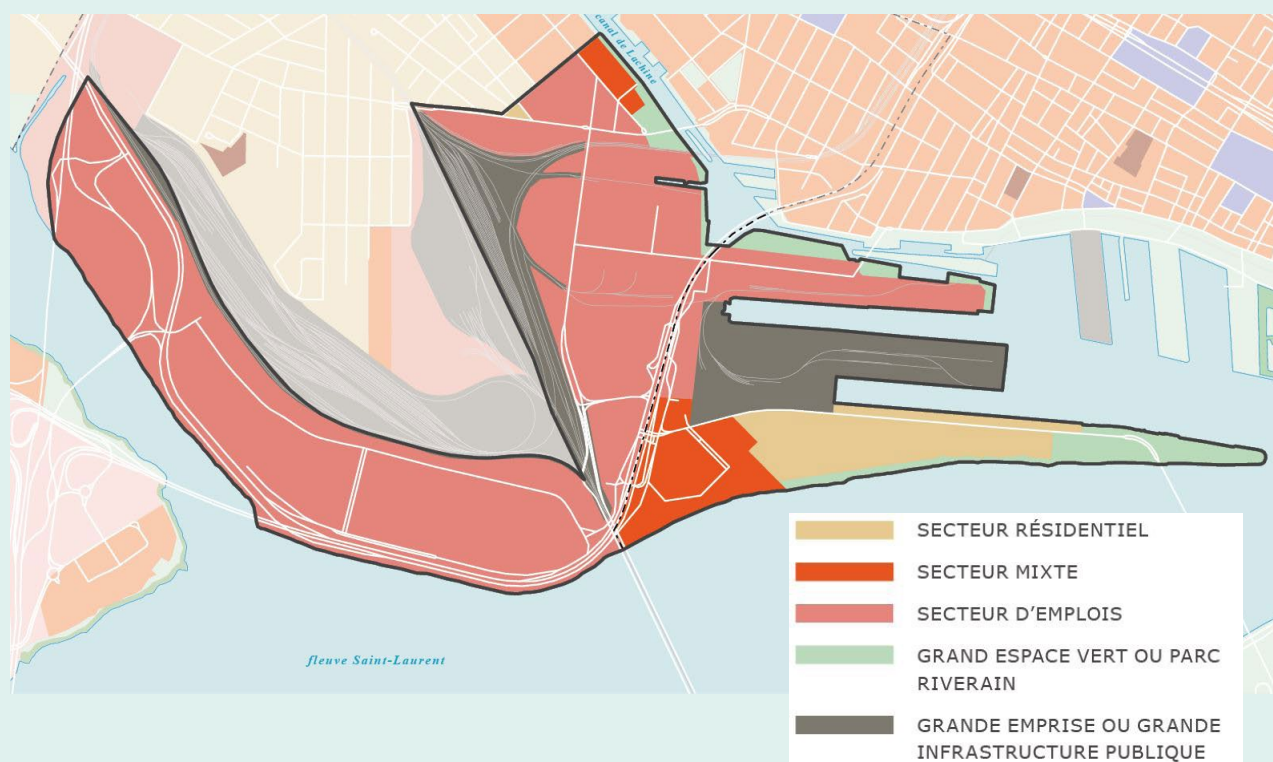 canal de Lachine
fleuve Saint-Laurent
SECTEUR RÉSIDENTIEL
SECTEUR MIXTE
SECTEUR D'EMPLOIS
GRAND ESPACE VERT OU PARC
RIVERAIN
GRANDE EMPRISE OU GRANDE
INFRASTRUCTURE PUBLIQUE